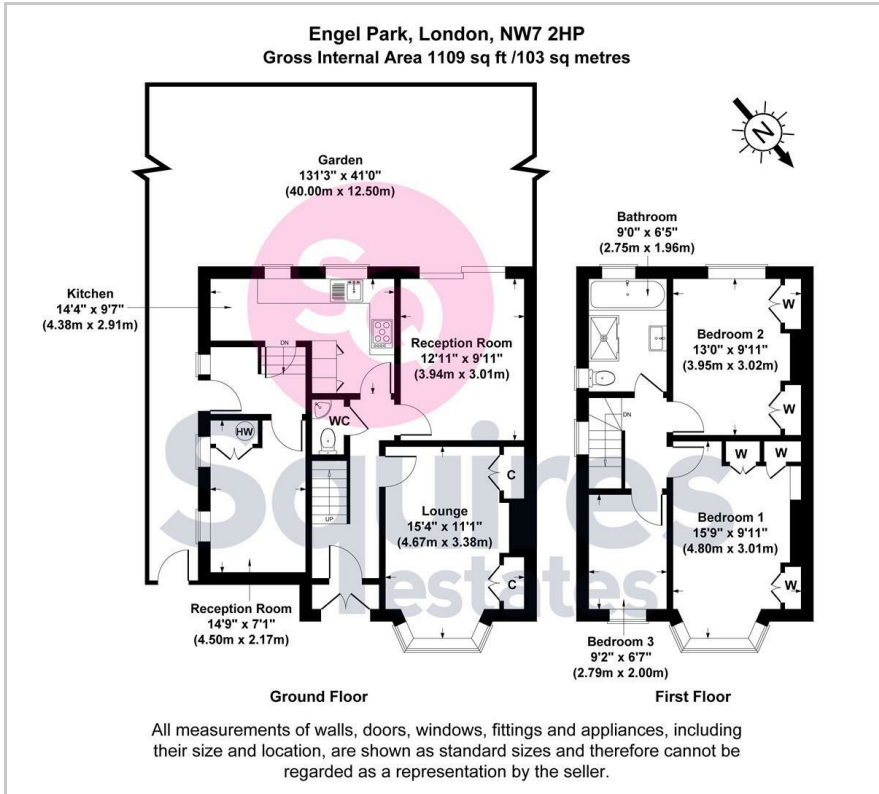 Engel Park, London, NW7 2HP
Gross Internal Area 1109 sq ft /103 sq metres
N
Garden
131'3" x 41'0"
(40.00m x 12.50m)
Kitchen
14'4" x 9'7"
(4.38m x 2.91m)
DN
Reception Room
12'11" x 9'11"
(3.94m x 3.01m)
WC
HW
UP
Lounge
15'4" x 11'1"
(4.67m x 3.38m)
C
C
Reception Room
14'9" x 7'1"
(4.50m x 2.17m)
Ground Floor
Bathroom
9'0" x 6'5"
(2.75m x 1.96m)
W
Bedroom 2
13'0" x 9'11"
(3.95m x 3.02m)
W
DN
W
W
Bedroom 1
15'9" x 9'11"
(4.80m x 3.01m)
W
Bedroom 3
9'2" x 6'7"
(2.79m x 2.00m)
First Floor
SQ
Squires
estates
All measurements of walls, doors, windows, fittings and appliances, including
their size and location, are shown as standard sizes and therefore cannot be
regarded as a representation by the seller.